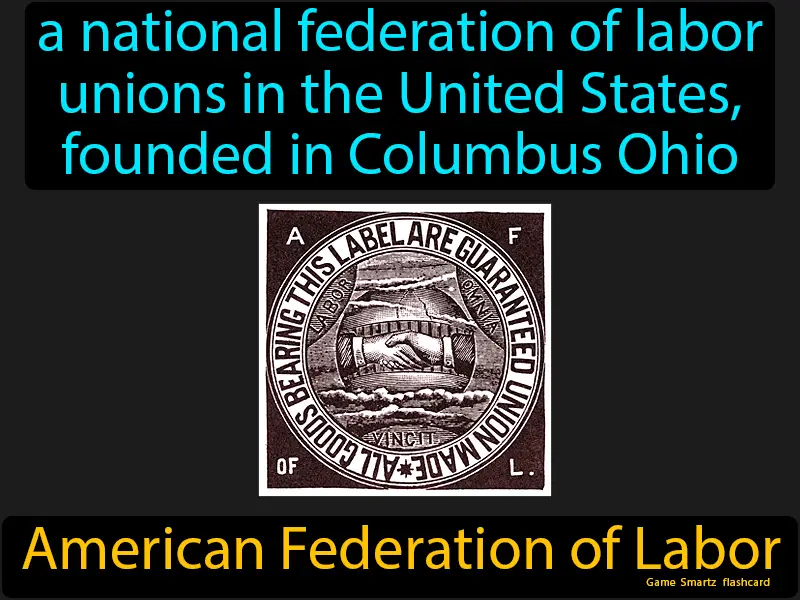 a national federation of labor
unions in the United States,
founded in Columbus Ohio
A F
ALL GOODS BEARING THIS LABEL ARE GUARANTEED UNION MADE
LABOR OMNIA
VINCIT
OF L.
American Federation of Labor
Game Smartz flashcard